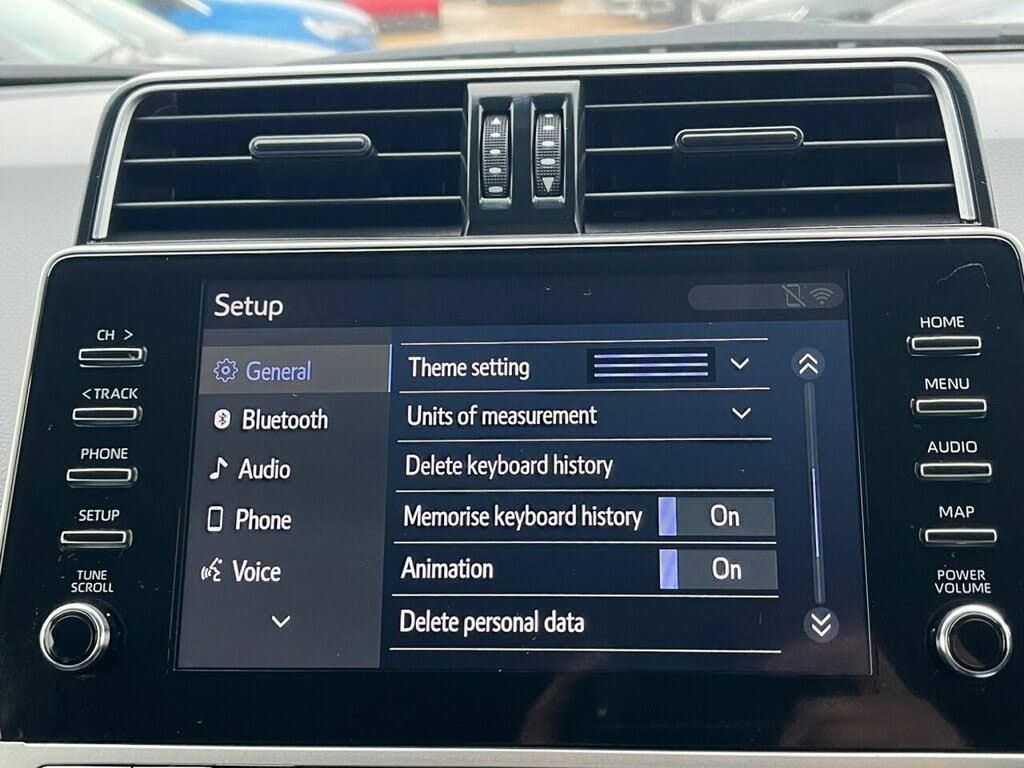 Setup
General
Bluetooth
Audio
Phone
Voice
Theme setting
Units of measurement
Delete keyboard history
Memorise keyboard history On
Animation On
Delete personal data
CH >
< TRACK
PHONE
SETUP
TUNE
SCROLL
HOME
MENU
AUDIO
MAP
POWER
VOLUME